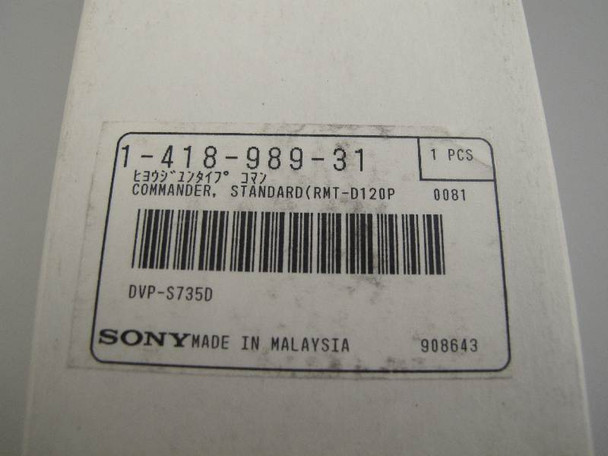 1-418-989-31 1 PCS
ヒヨウジュンタイプ コマン
COMMANDER, STANDARD(RMT-D120P 0081
DVP-S735D
SONY MADE IN MALAYSIA 908643